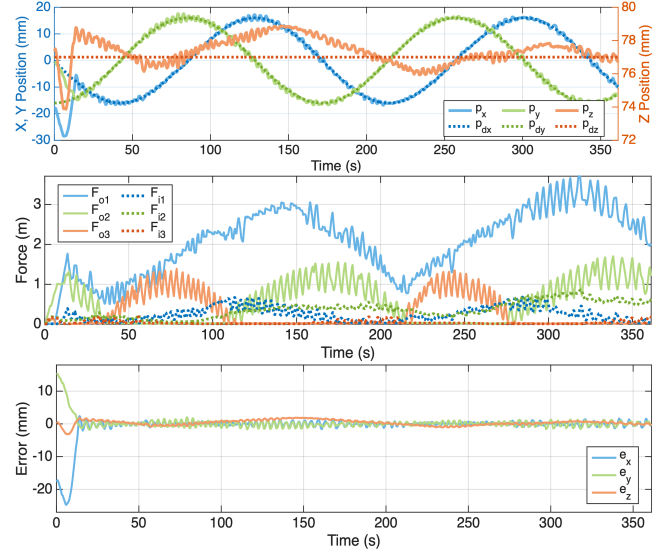 20
10
0
-10
-20
-30
X, Y Position (mm)
80
78
76
74
72
Z Position (mm)
p_x p_y p_z
p_dx p_dy p_dz
0 50 100 150 200 250 300 350
Time (s)
3
2
1
0
Force (m)
F_o1 F_i1
F_o2 F_i2
F_o3 F_i3
0 50 100 150 200 250 300 350
Time (s)
10
0
-10
-20
Error (mm)
e_x
e_y
e_z
0 50 100 150 200 250 300 350
Time (s)